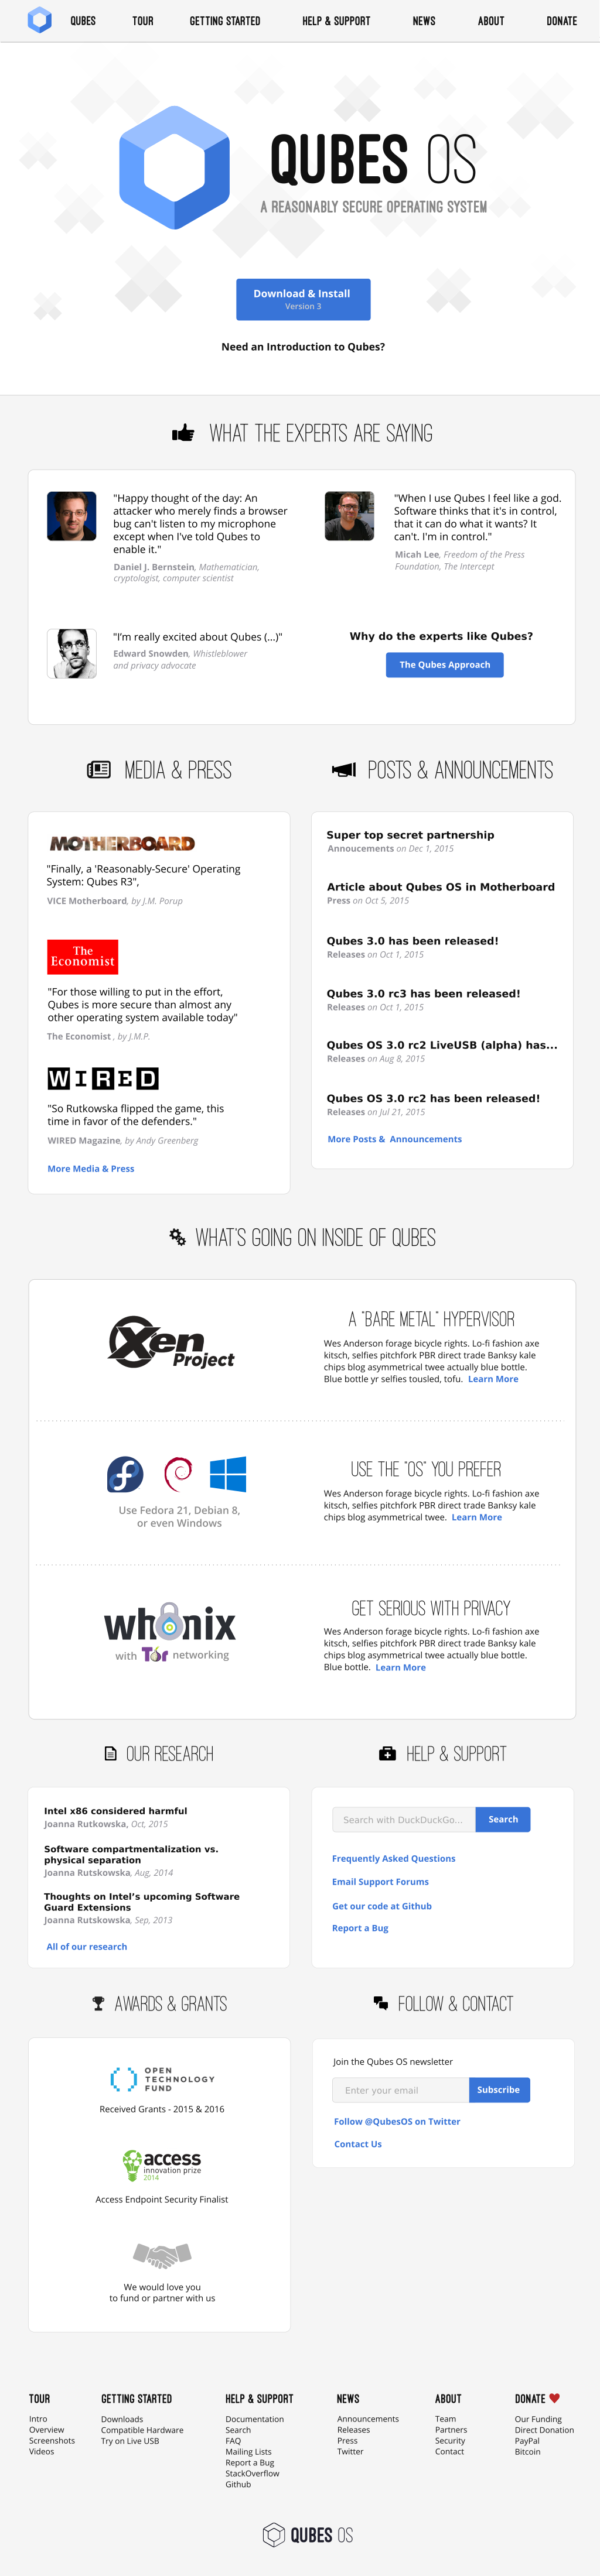 QUBES TOUR GETTING STARTED HELP & SUPPORT NEWS ABOUT DONATE
QUBES OS
A REASONABLY SECURE OPERATING SYSTEM
Download & Install
Version 3
Need an Introduction to Qubes?
WHAT THE EXPERTS ARE SAYING
"Happy thought of the day: An
attacker who merely finds a browser
bug can't listen to my microphone
except when I've told Qubes to
enable it."
Daniel J. Bernstein, Mathematician,
cryptologist, computer scientist
"When I use Qubes I feel like a god.
Software thinks that it's in control,
that it can do what it wants? It
can't. I'm in control."
Micah Lee, Freedom of the Press
Foundation, The Intercept
"I'm really excited about Qubes (...)"
Edward Snowden, Whistleblower
and privacy advocate
Why do the experts like Qubes?
The Qubes Approach
MEDIA & PRESS
MOTHERBOARD
"Finally, a 'Reasonably-Secure' Operating
System: Qubes R3",
VICE Motherboard, by J.M. Porup
The
Economist
"For those willing to put in the effort,
Qubes is more secure than almost any
other operating system available today"
The Economist , by J.M.P.
WIRED
"So Rutkowska flipped the game, this
time in favor of the defenders."
WIRED Magazine, by Andy Greenberg
More Media & Press
POSTS & ANNOUNCEMENTS
Super top secret partnership
Annoucements on Dec 1, 2015
Article about Qubes OS in Motherboard
Press on Oct 5, 2015
Qubes 3.0 has been released!
Releases on Oct 1, 2015
Qubes 3.0 rc3 has been released!
Releases on Oct 1, 2015
Qubes OS 3.0 rc2 LiveUSB (alpha) has...
Releases on Aug 8, 2015
Qubes OS 3.0 rc2 has been released!
Releases on Jul 21, 2015
More Posts & Announcements
WHAT'S GOING ON INSIDE OF QUBES
Xen
Project
A "BARE METAL" HYPERVISOR
Wes Anderson forage bicycle rights. Lo-fi fashion axe
kitsch, selfies pitchfork PBR direct trade Banksy kale
chips blog asymmetrical twee actually blue bottle.
Blue bottle yr selfies tousled, tofu. Learn More
Use Fedora 21, Debian 8,
or even Windows
USE THE "OS" YOU PREFER
Wes Anderson forage bicycle rights. Lo-fi fashion axe
kitsch, selfies pitchfork PBR direct trade Banksy kale
chips blog asymmetrical twee. Learn More
whonix
with Tor networking
GET SERIOUS WITH PRIVACY
Wes Anderson forage bicycle rights. Lo-fi fashion axe
kitsch, selfies pitchfork PBR direct trade Banksy kale
chips blog asymmetrical twee actually blue bottle.
Blue bottle. Learn More
OUR RESEARCH
Intel x86 considered harmful
Joanna Rutkowska, Oct, 2015
Software compartmentalization vs.
physical separation
Joanna Rutskowska, Aug, 2014
Thoughts on Intel's upcoming Software
Guard Extensions
Joanna Rutskowska, Sep, 2013
All of our research
HELP & SUPPORT
Search with DuckDuckGo... Search
Frequently Asked Questions
Email Support Forums
Get our code at Github
Report a Bug
AWARDS & GRANTS
OPEN
TECHNOLOGY
FUND
Received Grants - 2015 & 2016
access
innovation prize
2014
Access Endpoint Security Finalist
We would love you
to fund or partner with us
FOLLOW & CONTACT
Join the Qubes OS newsletter
Enter your email Subscribe
Follow @QubesOS on Twitter
Contact Us
TOUR
Intro
Overview
Screenshots
Videos
GETTING STARTED
Downloads
Compatible Hardware
Try on Live USB
HELP & SUPPORT
Documentation
Search
FAQ
Mailing Lists
Report a Bug
StackOverflow
Github
NEWS
Announcements
Releases
Press
Twitter
ABOUT
Team
Partners
Security
Contact
DONATE
Our Funding
Direct Donation
PayPal
Bitcoin
QUBES OS